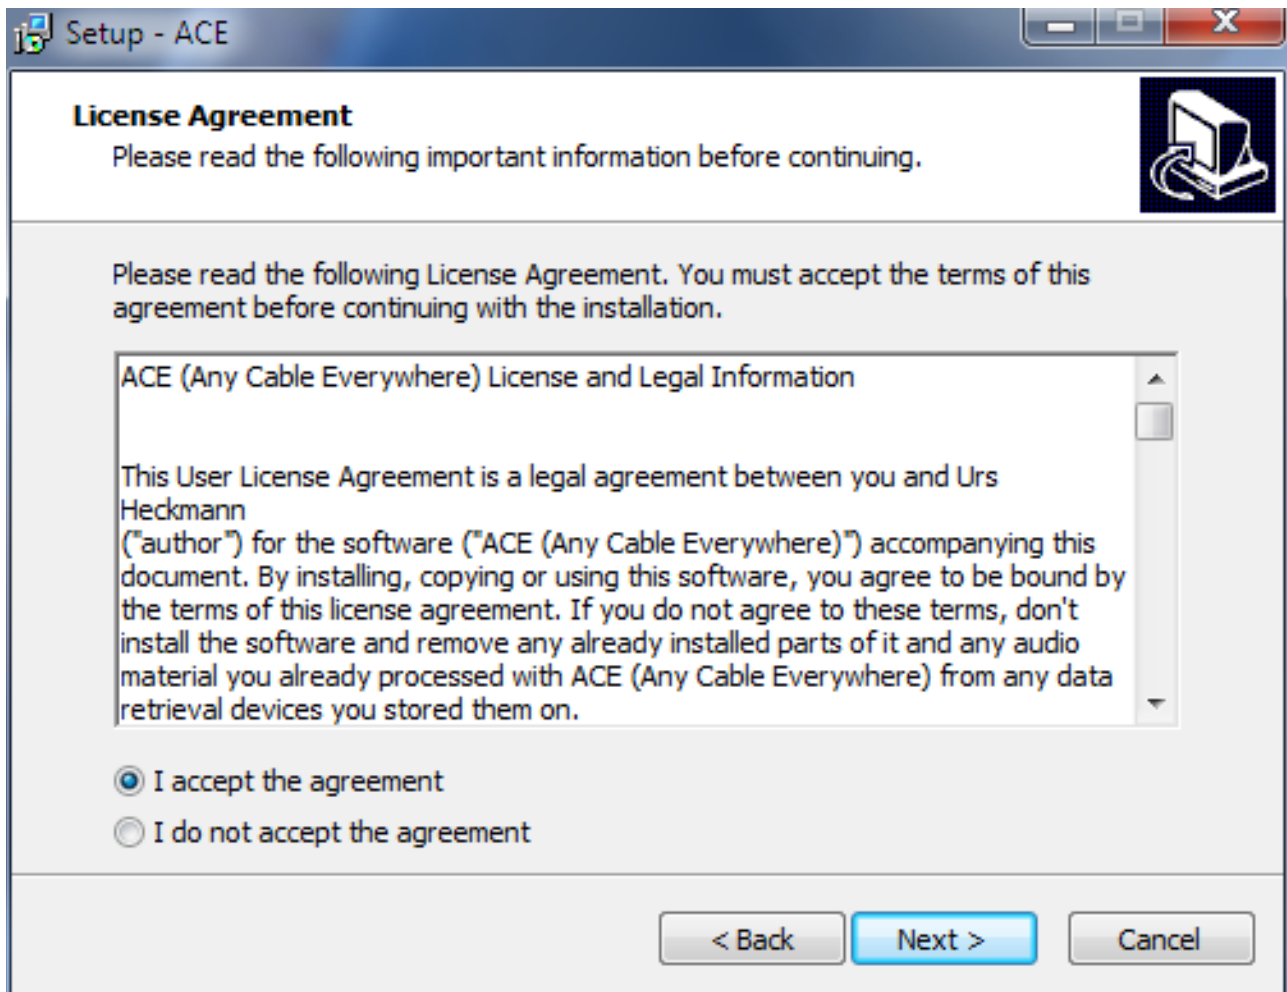 Setup - ACE
License Agreement
Please read the following important information before continuing.
Please read the following License Agreement. You must accept the terms of this
agreement before continuing with the installation.
ACE (Any Cable Everywhere) License and Legal Information
This User License Agreement is a legal agreement between you and Urs
Heckmann
("author") for the software ("ACE (Any Cable Everywhere)") accompanying this
document. By installing, copying or using this software, you agree to be bound by
the terms of this license agreement. If you do not agree to these terms, don't
install the software and remove any already installed parts of it and any audio
material you already processed with ACE (Any Cable Everywhere) from any data
retrieval devices you stored them on.
I accept the agreement
I do not accept the agreement
< Back Next > Cancel